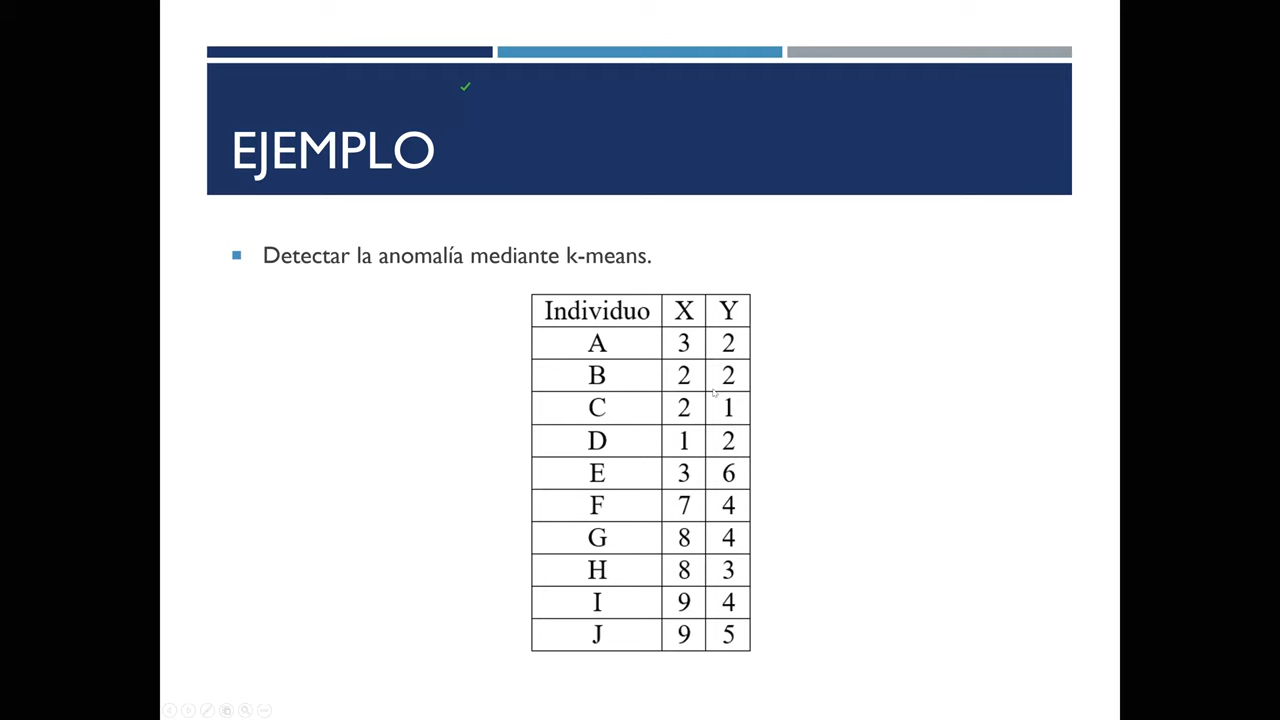 EJEMPLO
Detectar la anomalía mediante k-means.
Individuo X Y
A 3 2
B 2 2
C 2 1
D 1 2
E 3 6
F 7 4
G 8 4
H 8 3
I 9 4
J 9 5